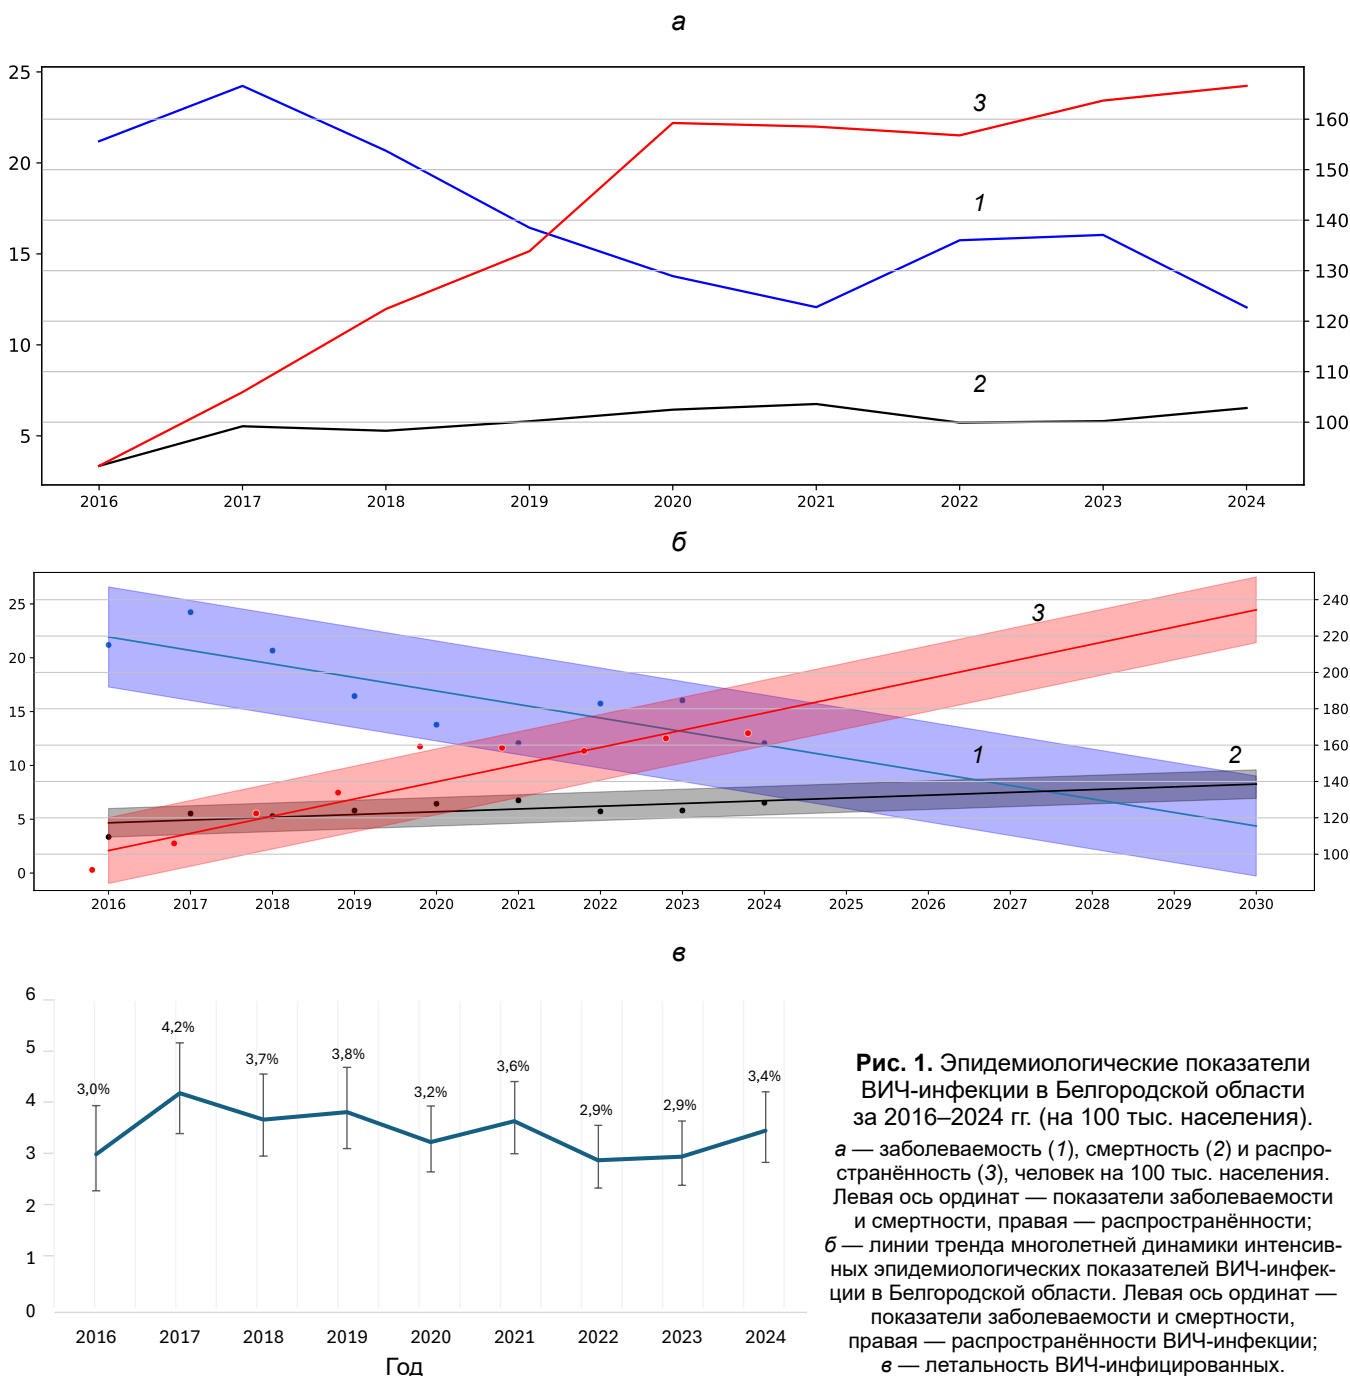 а
25
20
15
10
5
160
150
140
130
120
110
100
3
1
2
2016 2017 2018 2019 2020 2021 2022 2023 2024
б
25
20
15
10
5
0
240
220
200
180
160
140
120
100
3
1
2
2016 2017 2018 2019 2020 2021 2022 2023 2024 2025 2026 2027 2028 2029 2030
в
6
5
4
3
2
1
0
3,0% 4,2% 3,7% 3,8% 3,2% 3,6% 2,9% 2,9% 3,4%
2016 2017 2018 2019 2020 2021 2022 2023 2024
Год
Рис. 1. Эпидемиологические показатели
ВИЧ-инфекции в Белгородской области
за 2016–2024 гг. (на 100 тыс. населения).
а — заболеваемость (1), смертность (2) и распро-
странённость (3), человек на 100 тыс. населения.
Левая ось ординат — показатели заболеваемости
и смертности, правая — распространённости;
б — линии тренда многолетней динамики интенсив-
ных эпидемиологических показателей ВИЧ-инфек-
ции в Белгородской области. Левая ось ординат —
показатели заболеваемости и смертности,
правая — распространённости ВИЧ-инфекции;
в — летальность ВИЧ-инфицированных.